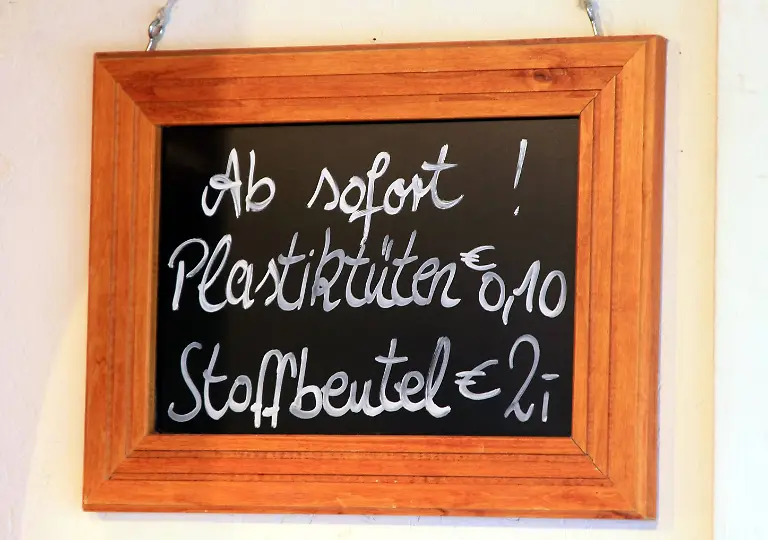 Ab sofort !
Plastiktüten € 0,10
Stoffbeutel € 2,-